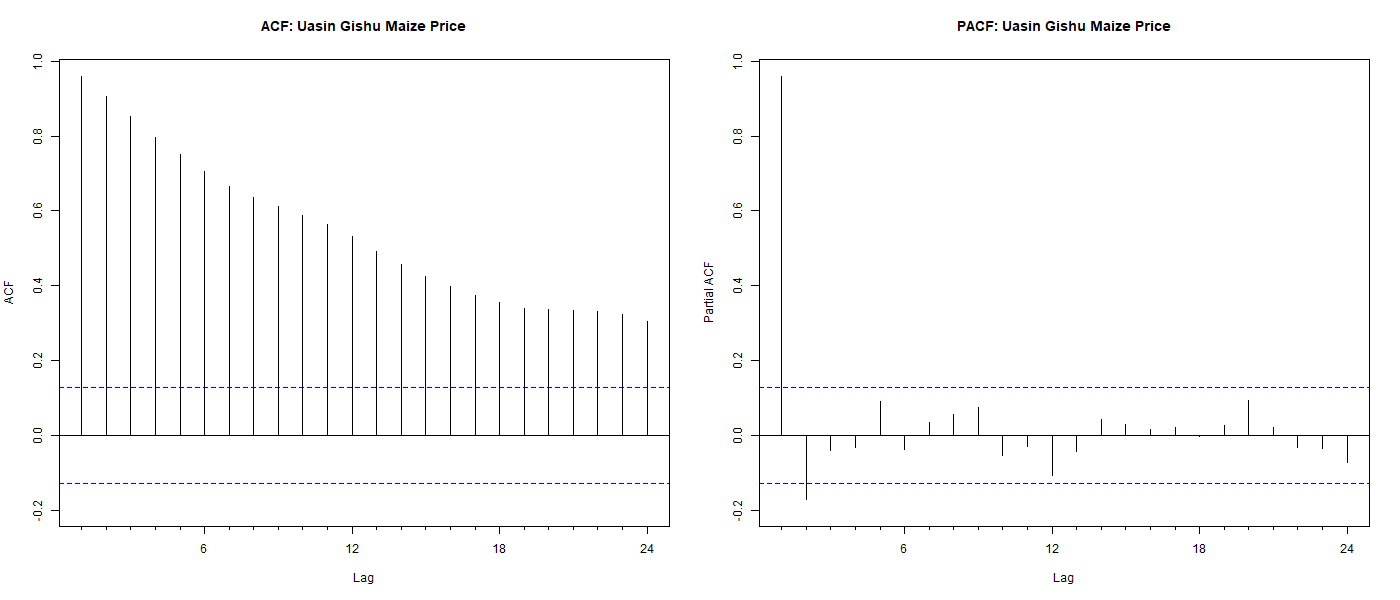 ACF: Uasin Gishu Maize Price
ACF
1.0
0.8
0.6
0.4
0.2
0.0
-0.2
6 12 18 24
Lag
PACF: Uasin Gishu Maize Price
Partial ACF
1.0
0.8
0.6
0.4
0.2
0.0
-0.2
6 12 18 24
Lag